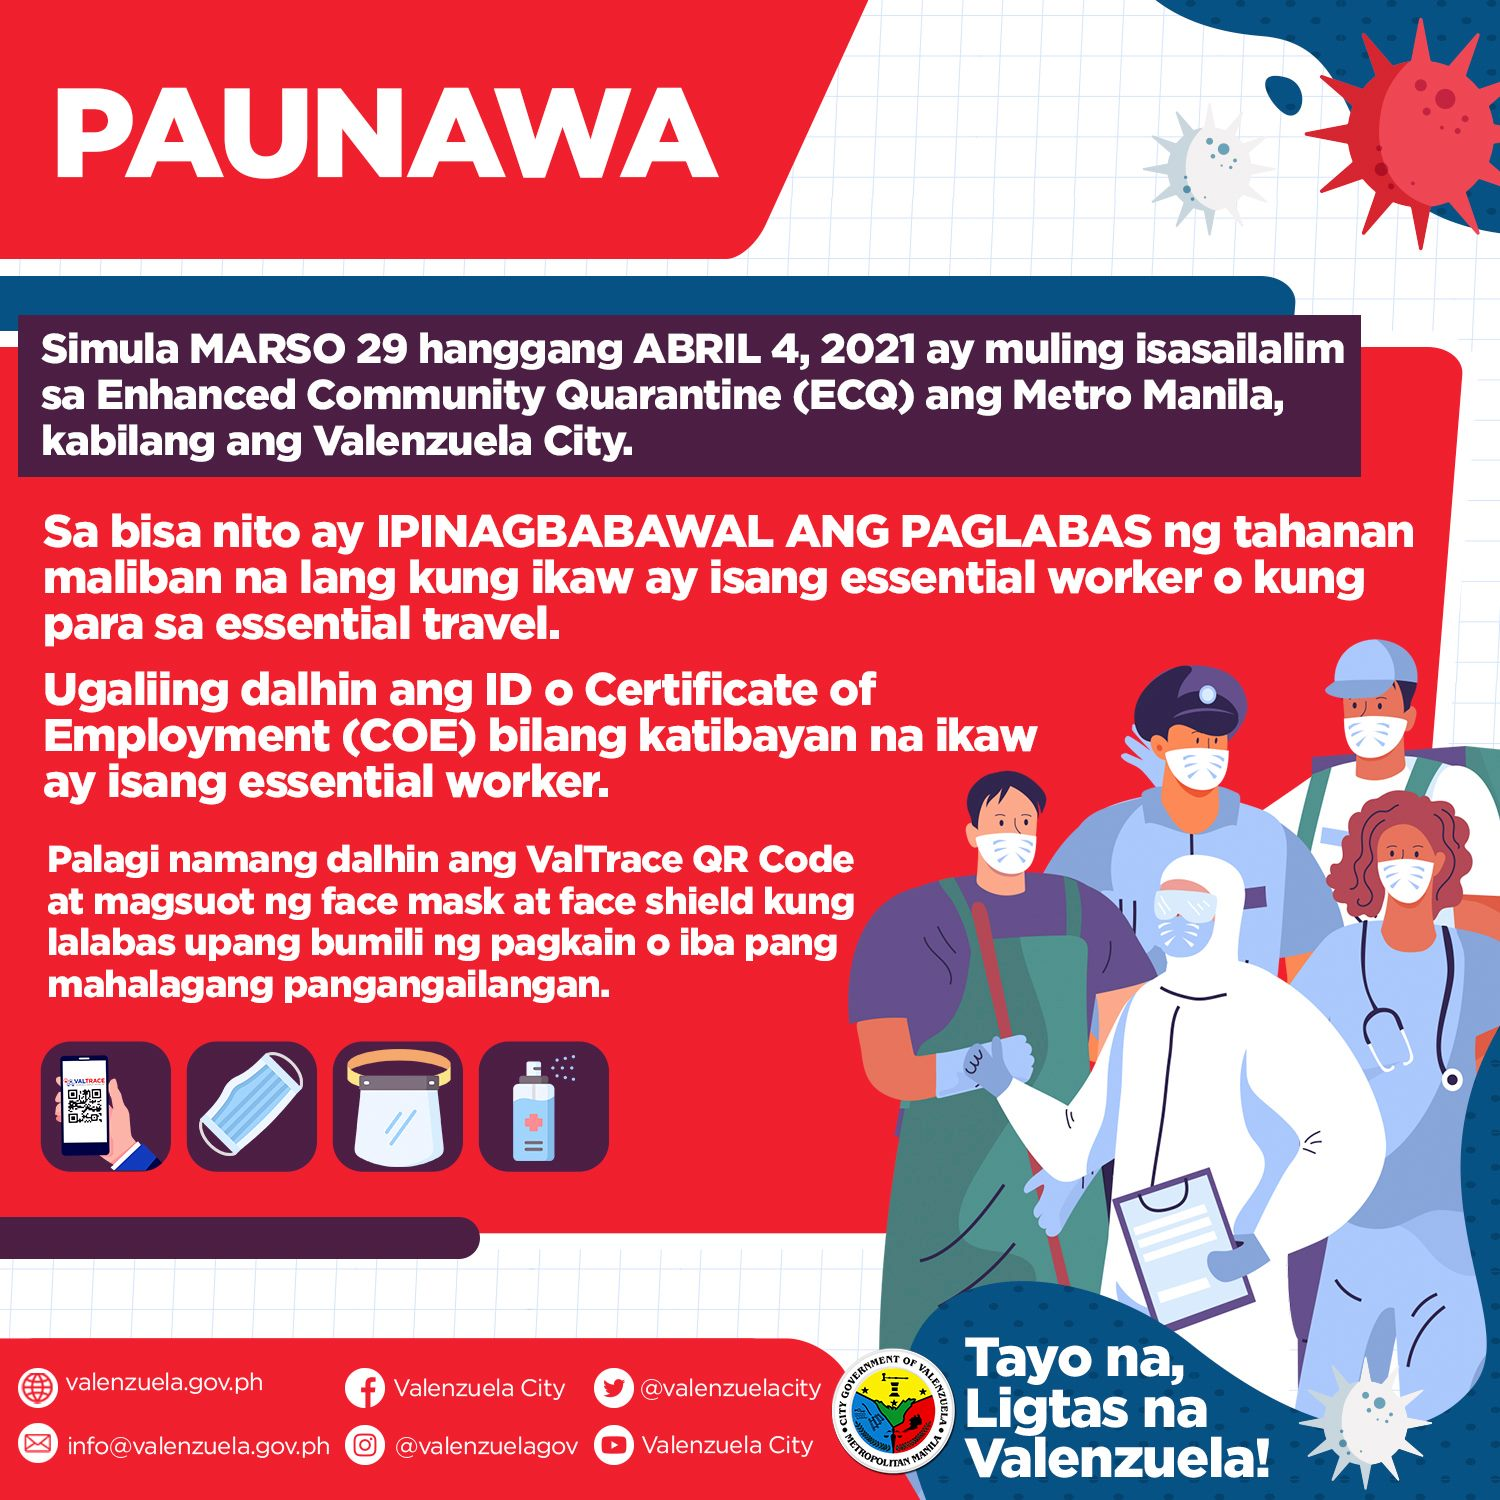 PAUNAWA
Simula MARSO 29 hanggang ABRIL 4, 2021 ay muling isasailalim
sa Enhanced Community Quarantine (ECQ) ang Metro Manila,
kabilang ang Valenzuela City.
Sa bisa nito ay IPINAGBABAWAL ANG PAGLABAS ng tahanan
maliban na lang kung ikaw ay isang essential worker o kung
para sa essential travel.
Ugaliing dalhin ang ID o Certificate of
Employment (COE) bilang katibayan na ikaw
ay isang essential worker.
Palagi namang dalhin ang ValTrace QR Code
at magsuot ng face mask at face shield kung
lalabas upang bumili ng pagkain o iba pang
mahalagang pangangailangan.
VALTRACE
valenzuela.gov.ph
Valenzuela City
@valenzuelacity
info@valenzuela.gov.ph
@valenzuelagov
Valenzuela City
CITY GOVERNMENT OF VALENZUELA
METROPOLITAN MANILA
Tayo na,
Ligtas na
Valenzuela!